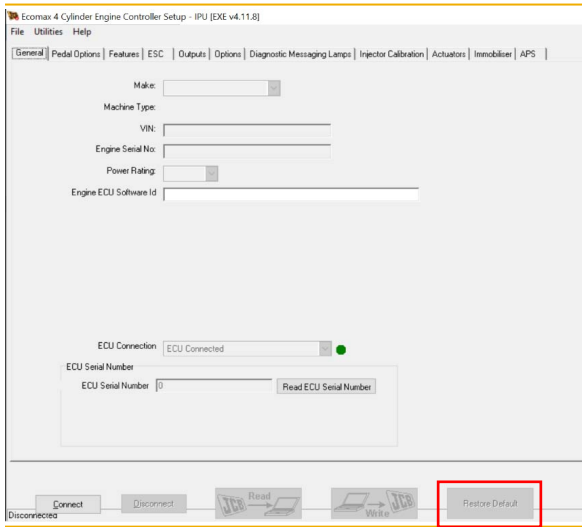 Ecomax 4 Cylinder Engine Controller Setup - IPU [EXE v4.11.8]
File Utilities Help
General Pedal Options Features ESC Outputs Options Diagnostic Messaging Lamps Injector Calibration Actuators Immobiliser APS
Make:
Machine Type:
VIN:
Engine Serial No:
Power Rating:
Engine ECU Software Id
ECU Connection ECU Connected
ECU Serial Number
ECU Serial Number 0 Read ECU Serial Number
Connect Disconnect JCB Read Write JCB Restore Default
Disconnected